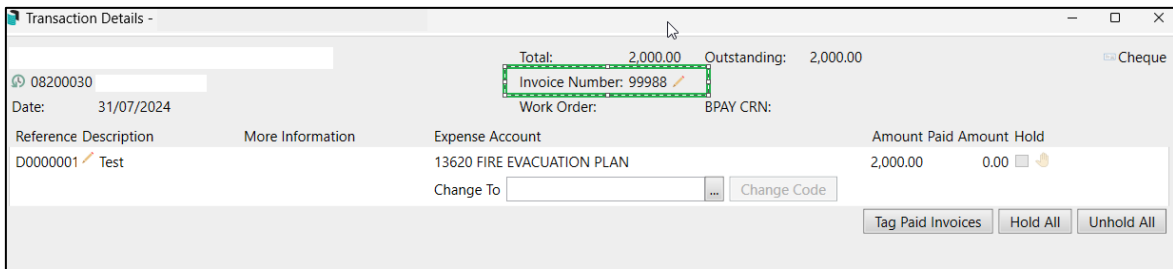 Transaction Details -
Total: 2,000.00 Outstanding: 2,000.00 Cheque
08200030 Invoice Number: 99988
Date: 31/07/2024 Work Order: BPAY CRN:
Reference Description More Information Expense Account Amount Paid Amount Hold
D0000001 Test 13620 FIRE EVACUATION PLAN 2,000.00 0.00
Change To ... Change Code
Tag Paid Invoices Hold All Unhold All